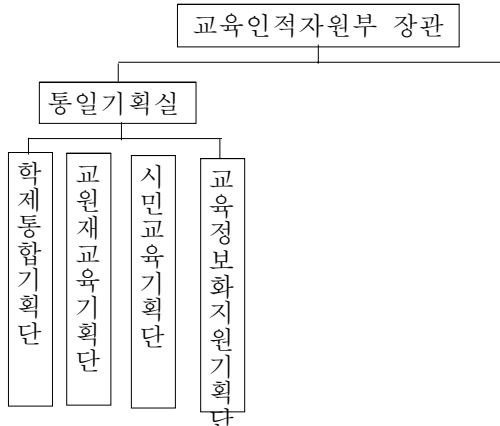 교육인적자원부 장관
통일기획실
학제통합기획단
교원재교육기획단
시민교육기획단
교육정보화지원기획단